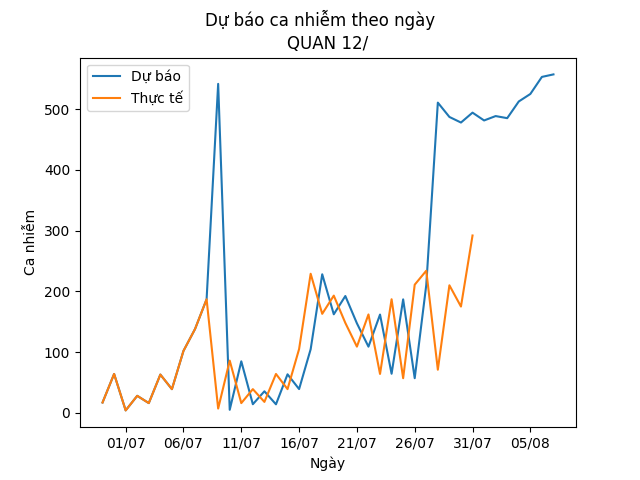 Dự báo ca nhiễm theo ngày
QUAN 12/
Dự báo
Thực tế
Ca nhiễm
500
400
300
200
100
0
01/07 06/07 11/07 16/07 21/07 26/07 31/07 05/08
Ngày